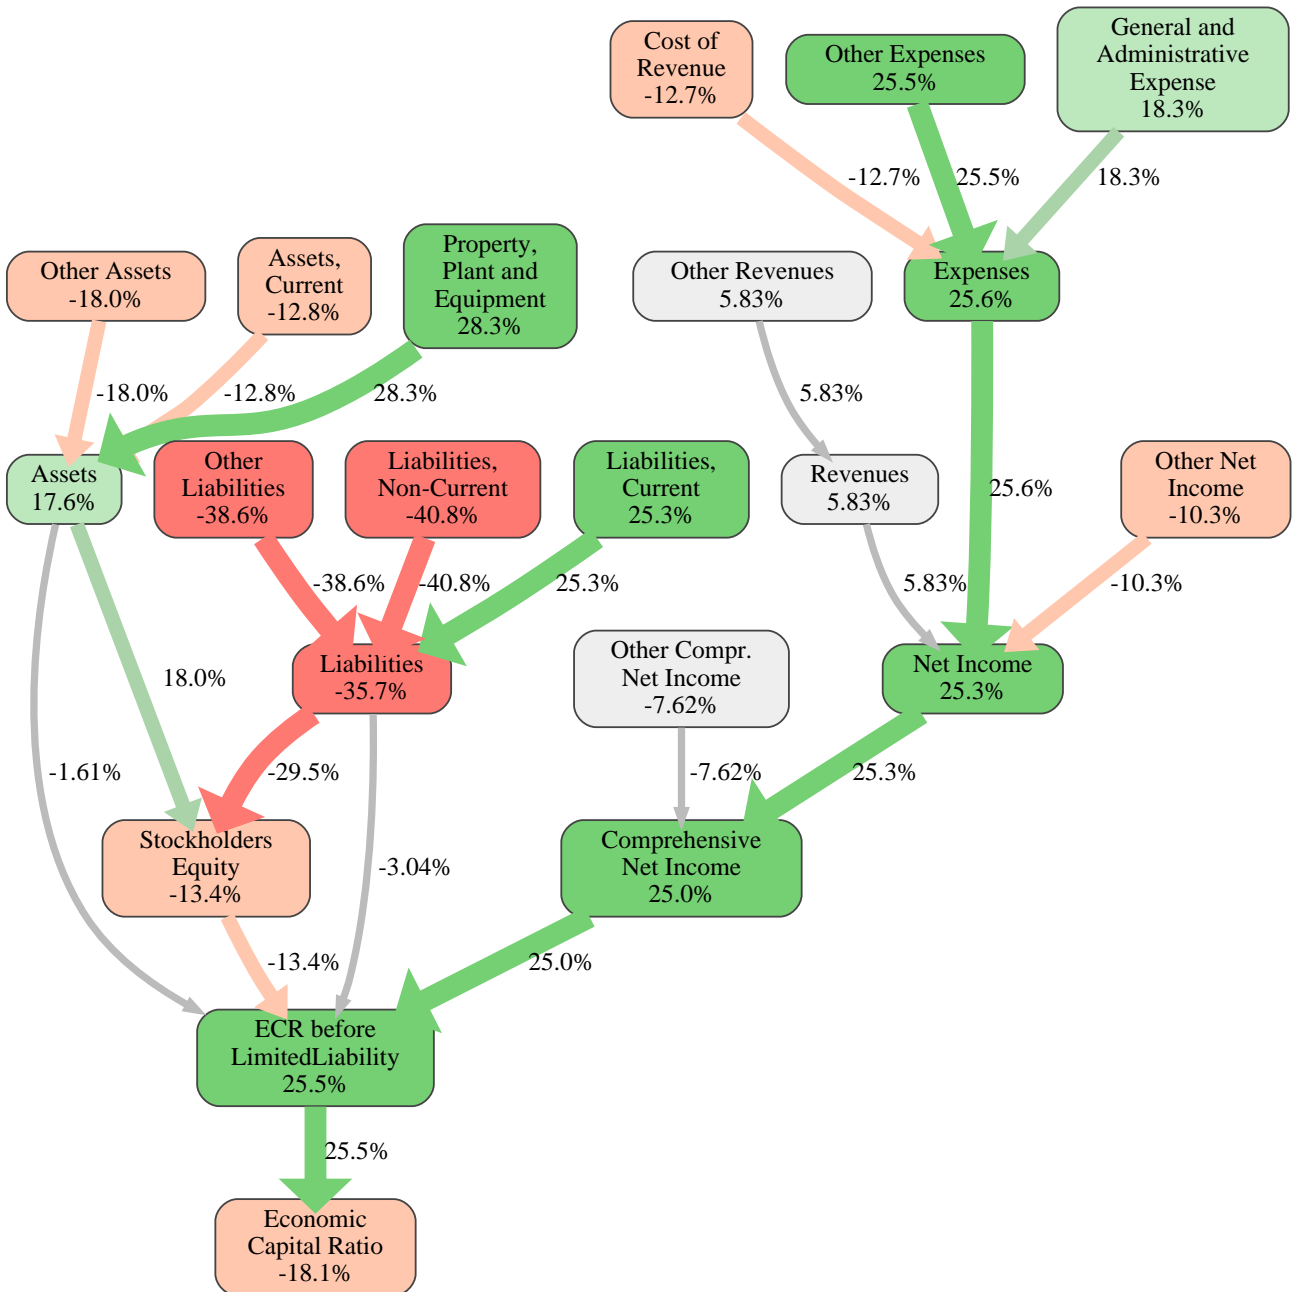 Cost of
Revenue
-12.7%
Other Expenses
25.5%
General and
Administrative
Expense
18.3%
-12.7%
25.5%
18.3%
Other Assets
-18.0%
Assets,
Current
-12.8%
Property,
Plant and
Equipment
28.3%
Other Revenues
5.83%
Expenses
25.6%
-18.0%
-12.8%
28.3%
5.83%
Assets
17.6%
Other
Liabilities
-38.6%
Liabilities,
Non-Current
-40.8%
Liabilities,
Current
25.3%
Revenues
5.83%
25.6%
Other Net
Income
-10.3%
-38.6%
-40.8%
25.3%
5.83%
-10.3%
18.0%
Liabilities
-35.7%
Other Compr.
Net Income
-7.62%
Net Income
25.3%
-1.61%
-29.5%
-7.62%
25.3%
Stockholders
Equity
-13.4%
-3.04%
Comprehensive
Net Income
25.0%
-13.4%
25.0%
ECR before
LimitedLiability
25.5%
25.5%
Economic
Capital Ratio
-18.1%